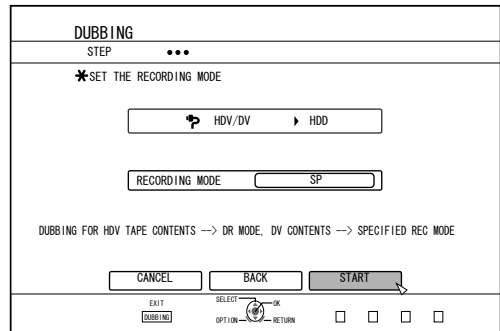 DUBBING
STEP •••
*SET THE RECORDING MODE
HDV/DV ▸ HDD
RECORDING MODE SP
DUBBING FOR HDV TAPE CONTENTS --> DR MODE, DV CONTENTS --> SPECIFIED REC MODE
CANCEL BACK START
EXIT SELECT OK
DUBBING OPTION RETURN